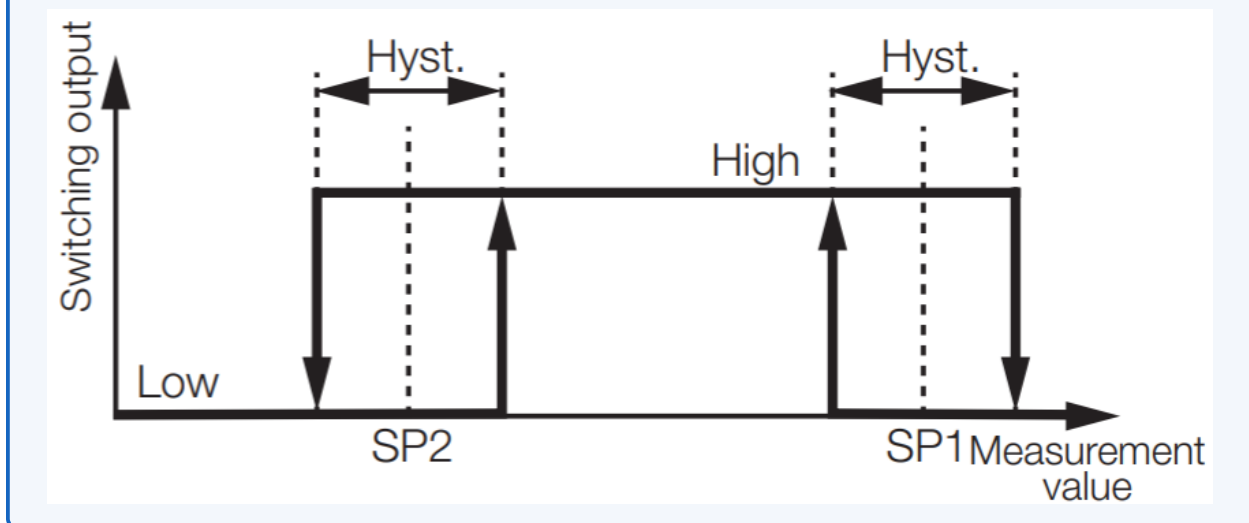 Switching output
Hyst.
Hyst.
High
Low
SP2
SP1
Measurement
value